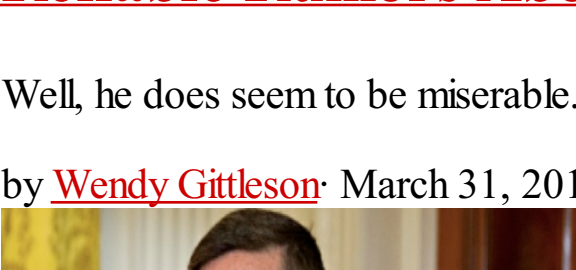 Well, he does seem to be miserable.
by Wendy Gittleson· March 31, 201